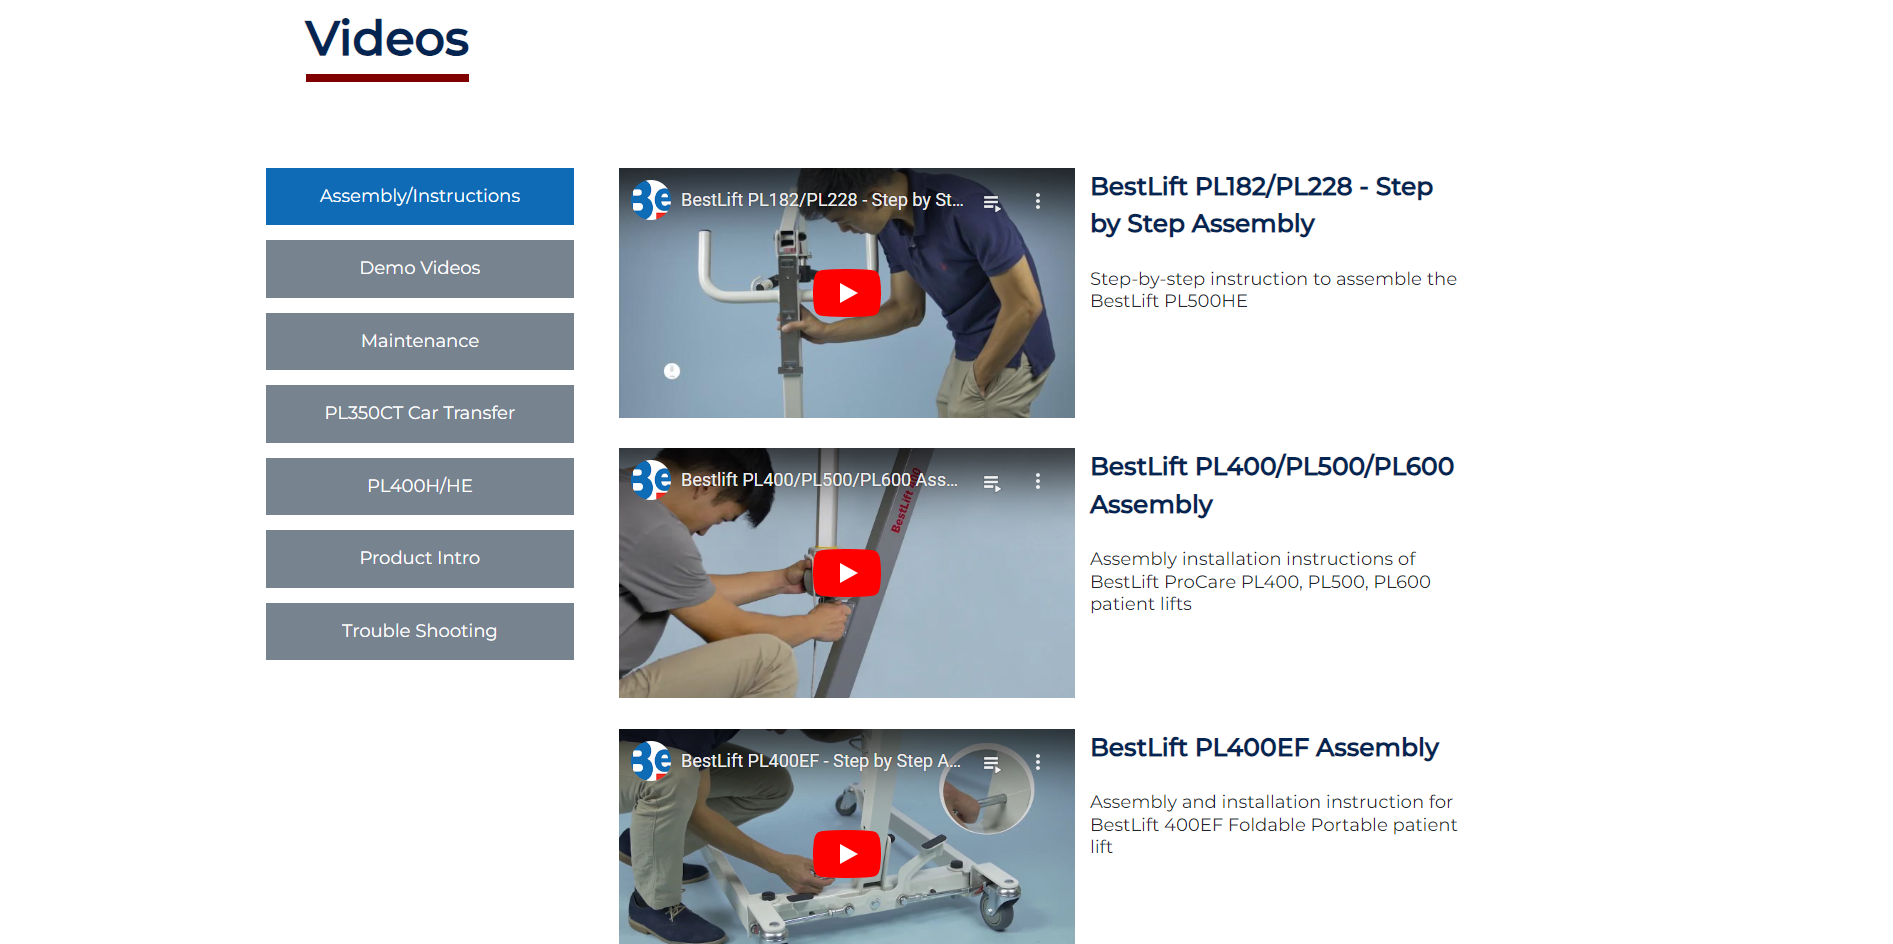 Videos
Assembly/Instructions
Demo Videos
Maintenance
PL350CT Car Transfer
PL400H/HE
Product Intro
Trouble Shooting
Be
BestLift PL182/PL228 - Step by St...
BestLift PL182/PL228 - Step
by Step Assembly
Step-by-step instruction to assemble the
BestLift PL500HE
Be
Bestlift PL400/PL500/PL600 Ass...
BestLift
BestLift PL400/PL500/PL600
Assembly
Assembly installation instructions of
BestLift ProCare PL400, PL500, PL600
patient lifts
Be
BestLift PL400EF - Step by Step A...
BestLift PL400EF Assembly
Assembly and installation instruction for
BestLift 400EF Foldable Portable patient
lift